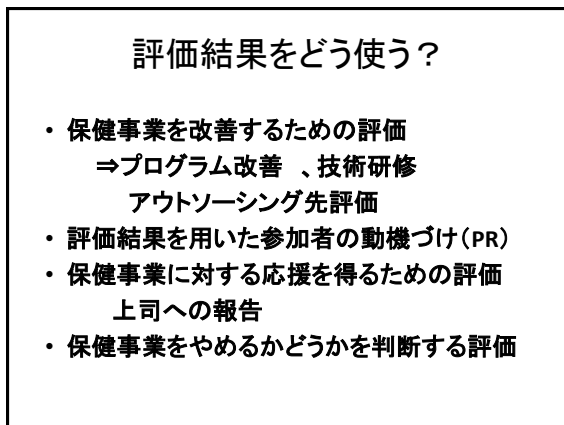 評価結果をどう使う？
・ 保健事業を改善するための評価
⇒プログラム改善 、技術研修
アウトソーシング先評価
・ 評価結果を用いた参加者の動機づけ（PR）
・ 保健事業に対する応援を得るための評価
上司への報告
・ 保健事業をやめるかどうかを判断する評価